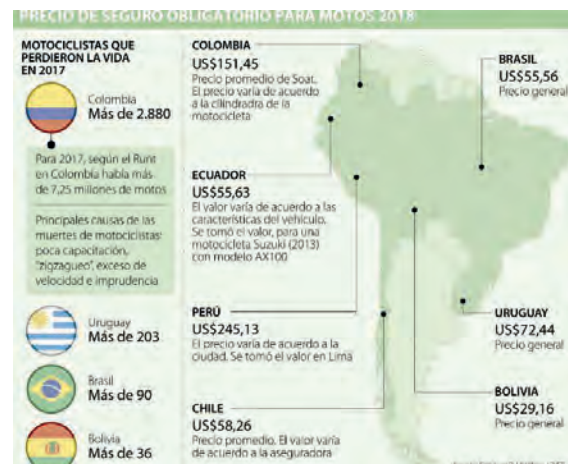 PRECIO DE SEGURO OBLIGATORIO PARA MOTOS 2018
MOTOCICLISTAS QUE
PERDIERON LA VIDA
EN 2017
Colombia
Más de 2.880
Para 2017, según el Runt
en Colombia había más
de 7,25 millones de motos
Principales causas de las
muertes de motociclistas:
poca capacitación,
"zigzagueo", exceso de
velocidad e imprudencia
Uruguay
Más de 203
Brasil
Más de 90
Bolivia
Más de 36
COLOMBIA
US$151,45
Precio promedio de Soat.
El precio varía de acuerdo
a la cilindradra de la
motocicleta
ECUADOR
US$55,63
El valor varía de acuerdo a las
características del vehículo.
Se tomó el valor, para una
motocicleta Suzuki (2013)
con modelo AX100
PERÚ
US$245,13
El precio varía de acuerdo a la
ciudad. Se tomó el valor en Lima
CHILE
US$58,26
Precio promedio. El valor varía
de acuerdo a la aseguradora
BRASIL
US$55,56
Precio general
URUGUAY
US$72,44
Precio general
BOLIVIA
US$29,16
Precio general